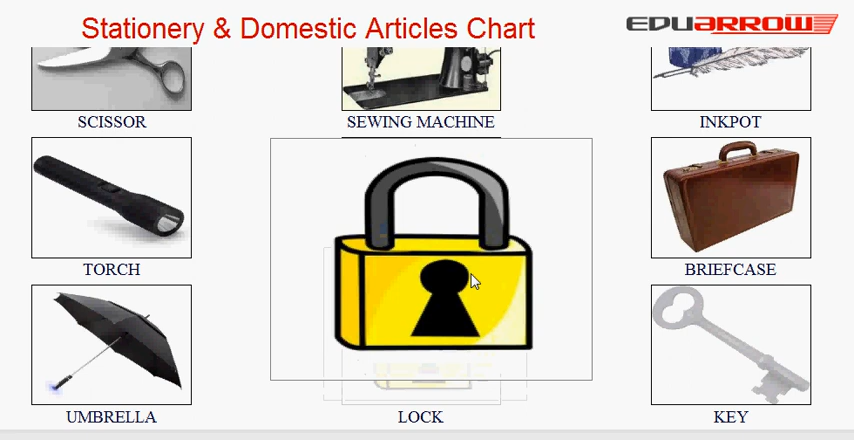 Stationery & Domestic Articles Chart
EDUARROW
SCISSOR
SEWING MACHINE
INKPOT
TORCH
BRIEFCASE
UMBRELLA
LOCK
KEY